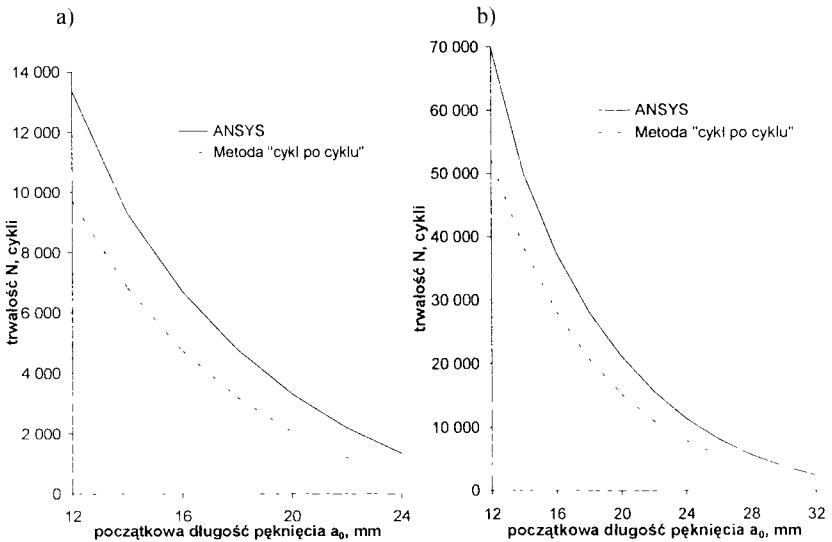 a)
14 000
12 000
10 000
8 000
6 000
4 000
2 000
0
trwałość N, cykli
ANSYS
Metoda "cykl po cyklu"
12
16
20
24
początkowa długość pęknięcia a₀, mm
b)
70 000
60 000
50 000
40 000
30 000
20 000
10 000
0
trwałość N, cykli
ANSYS
Metoda "cykl po cyklu"
12
16
20
24
28
32
początkowa długość pęknięcia a₀, mm